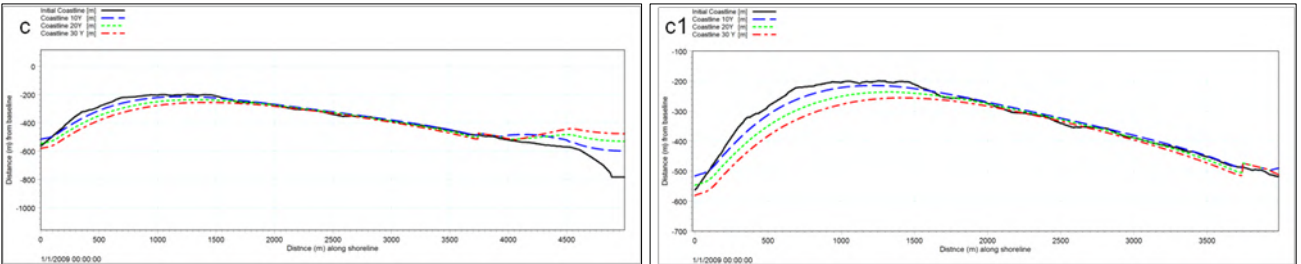 c
Initial Coastline [m]
Coastline 10Y [m]
Coastline 20Y [m]
Coastline 30 Y [m]
0
-200
-400
-600
-800
-1000
Distance (m) from baseline
0 500 1000 1500 2000 2500 3000 3500 4000 4500
Distnce (m) along shoreline
1/1/2009 00:00:00
c1
Initial Coastline [m]
Coastline 10Y [m]
Coastline 20Y [m]
Coastline 30 Y [m]
-100
-200
-300
-400
-500
-600
-700
Distance (m) from baseline
0 500 1000 1500 2000 2500 3000 3500
Distnce (m) along shoreline
1/1/2009 00:00:00